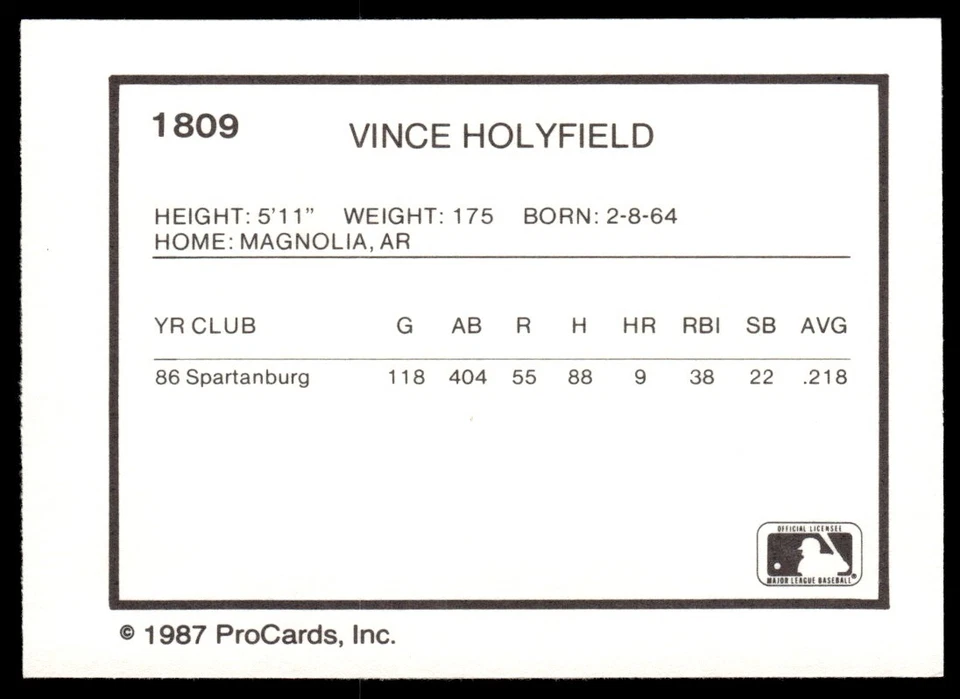 1809 VINCE HOLYFIELD
HEIGHT: 5'11" WEIGHT: 175 BORN: 2-8-64
HOME: MAGNOLIA, AR
YR CLUB G AB R H HR RBI SB AVG
86 Spartanburg 118 404 55 88 9 38 22 .218
OFFICIAL LICENSEE
MAJOR LEAGUE BASEBALL®
© 1987 ProCards, Inc.